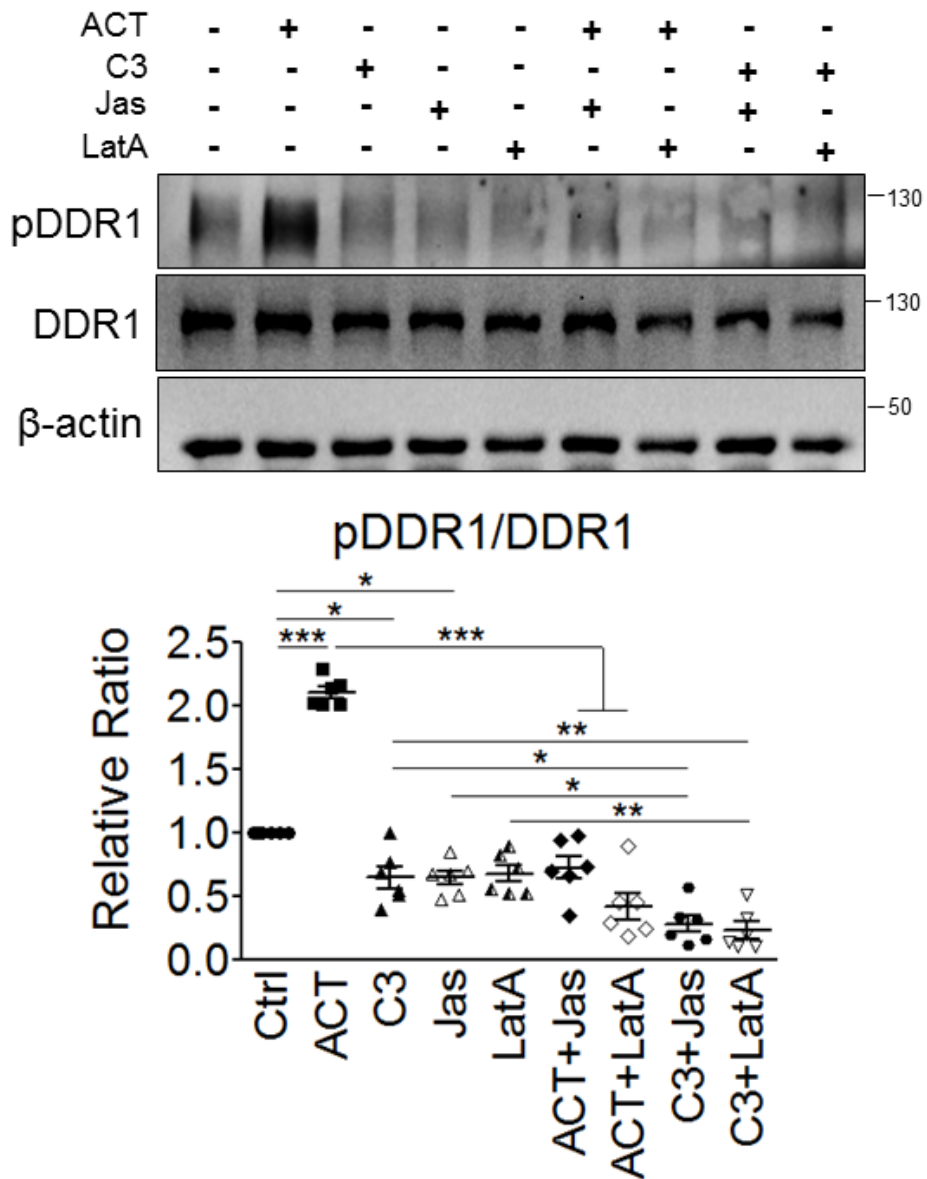 ACT - + - - - + + - -
C3 - - + - - - - + +
Jas - - - + - + - + -
LatA - - - - + - + - +
pDDR1 130
DDR1 130
β-actin 50
pDDR1/DDR1
*
*
*** ***
**
*
*
**
Relative Ratio
2.5
2.0
1.5
1.0
0.5
0.0
Ctrl ACT C3 Jas LatA ACT+Jas ACT+LatA C3+Jas C3+LatA